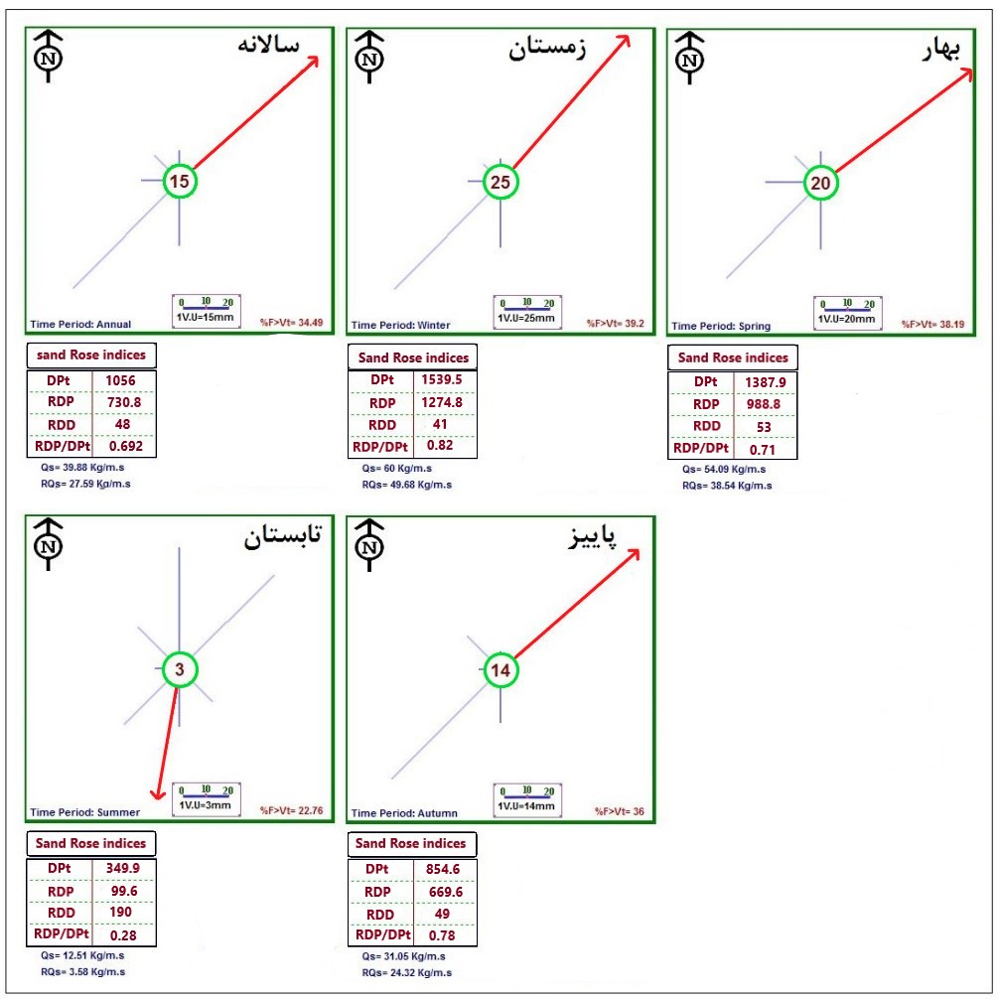 N
سالانه
15
0 10 20
1V.U=15mm
Time Period: Annual
%F>Vt= 34.49
sand Rose indices
DPt 1056
RDP 730.8
RDD 48
RDP/DPt 0.692
Qs= 39.88 Kg/m.s
RQs= 27.59 Kg/m.s
N
زمستان
25
0 10 20
1V.U=25mm
Time Period: Winter
%F>Vt= 39.2
Sand Rose indices
DPt 1539.5
RDP 1274.8
RDD 41
RDP/DPt 0.82
Qs= 60 Kg/m.s
RQs= 49.68 Kg/m.s
N
بهار
20
0 10 20
1V.U=20mm
Time Period: Spring
%F>Vt= 38.19
Sand Rose indices
DPt 1387.9
RDP 988.8
RDD 53
RDP/DPt 0.71
Qs= 54.09 Kg/m.s
RQs= 38.54 Kg/m.s
N
تابستان
3
0 10 20
1V.U=3mm
Time Period: Summer
%F>Vt= 22.76
Sand Rose indices
DPt 349.9
RDP 99.6
RDD 190
RDP/DPt 0.28
Qs= 12.51 Kg/m.s
RQs= 3.58 Kg/m.s
N
پاییز
14
0 10 20
1V.U=14mm
Time Period: Autumn
%F>Vt= 36
Sand Rose indices
DPt 854.6
RDP 669.6
RDD 49
RDP/DPt 0.78
Qs= 31.05 Kg/m.s
RQs= 24.32 Kg/m.s